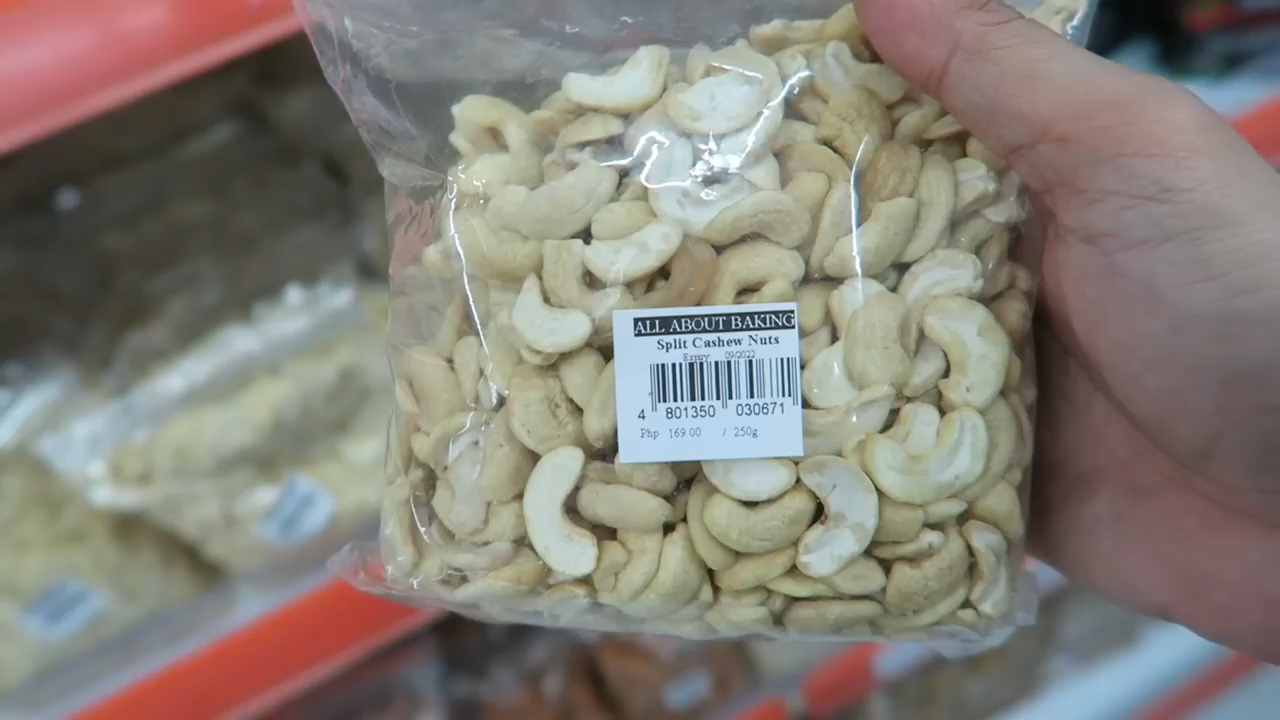 ALL ABOUT BAKING
Split Cashew Nuts
Expiry 09/2022
4 801350 030671
Php 169.00 / 250g